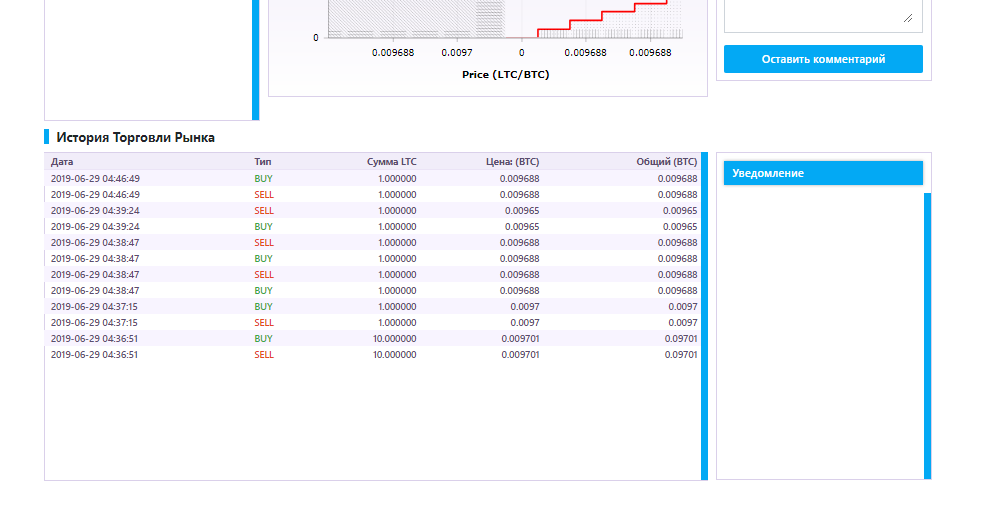 0
0.009688 0.0097 0 0.009688 0.009688
Price (LTC/BTC)
Оставить комментарий
История Торговли Рынка
Дата Тип Сумма LTC Цена: (BTC) Общий (BTC)
2019-06-29 04:46:49 BUY 1.000000 0.009688 0.009688
2019-06-29 04:46:49 SELL 1.000000 0.009688 0.009688
2019-06-29 04:39:24 SELL 1.000000 0.00965 0.00965
2019-06-29 04:39:24 BUY 1.000000 0.00965 0.00965
2019-06-29 04:38:47 SELL 1.000000 0.009688 0.009688
2019-06-29 04:38:47 BUY 1.000000 0.009688 0.009688
2019-06-29 04:38:47 SELL 1.000000 0.009688 0.009688
2019-06-29 04:38:47 BUY 1.000000 0.009688 0.009688
2019-06-29 04:37:15 BUY 1.000000 0.0097 0.0097
2019-06-29 04:37:15 SELL 1.000000 0.0097 0.0097
2019-06-29 04:36:51 BUY 10.000000 0.009701 0.09701
2019-06-29 04:36:51 SELL 10.000000 0.009701 0.09701
Уведомление